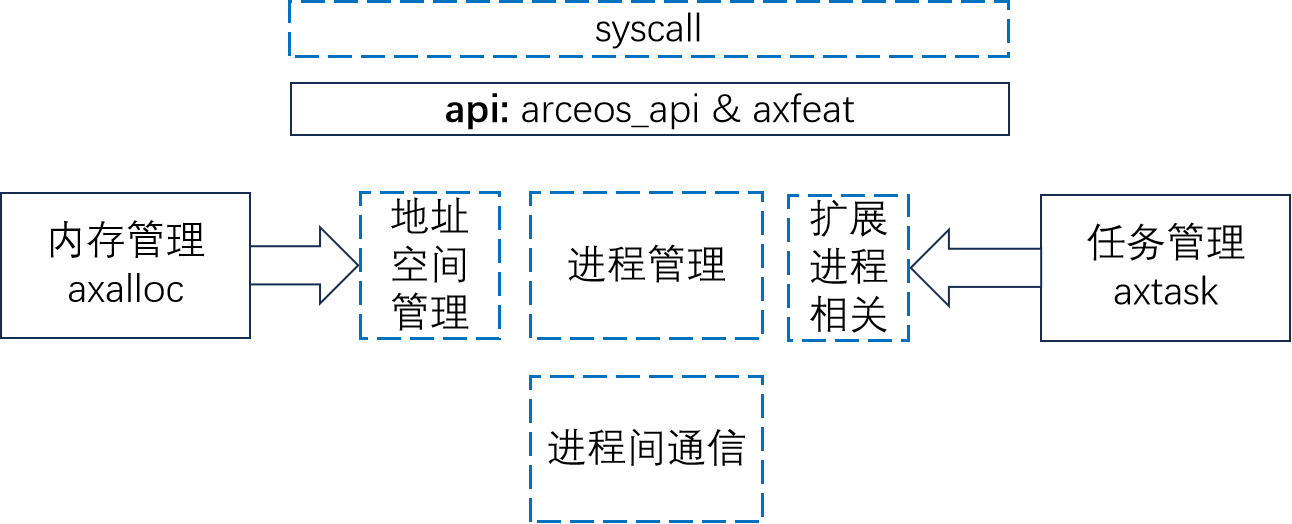 syscall
api: arceos_api & axfeat
内存管理
axalloc
地址
空间
管理
进程管理
扩展
进程
相关
任务管理
axtask
进程间通信